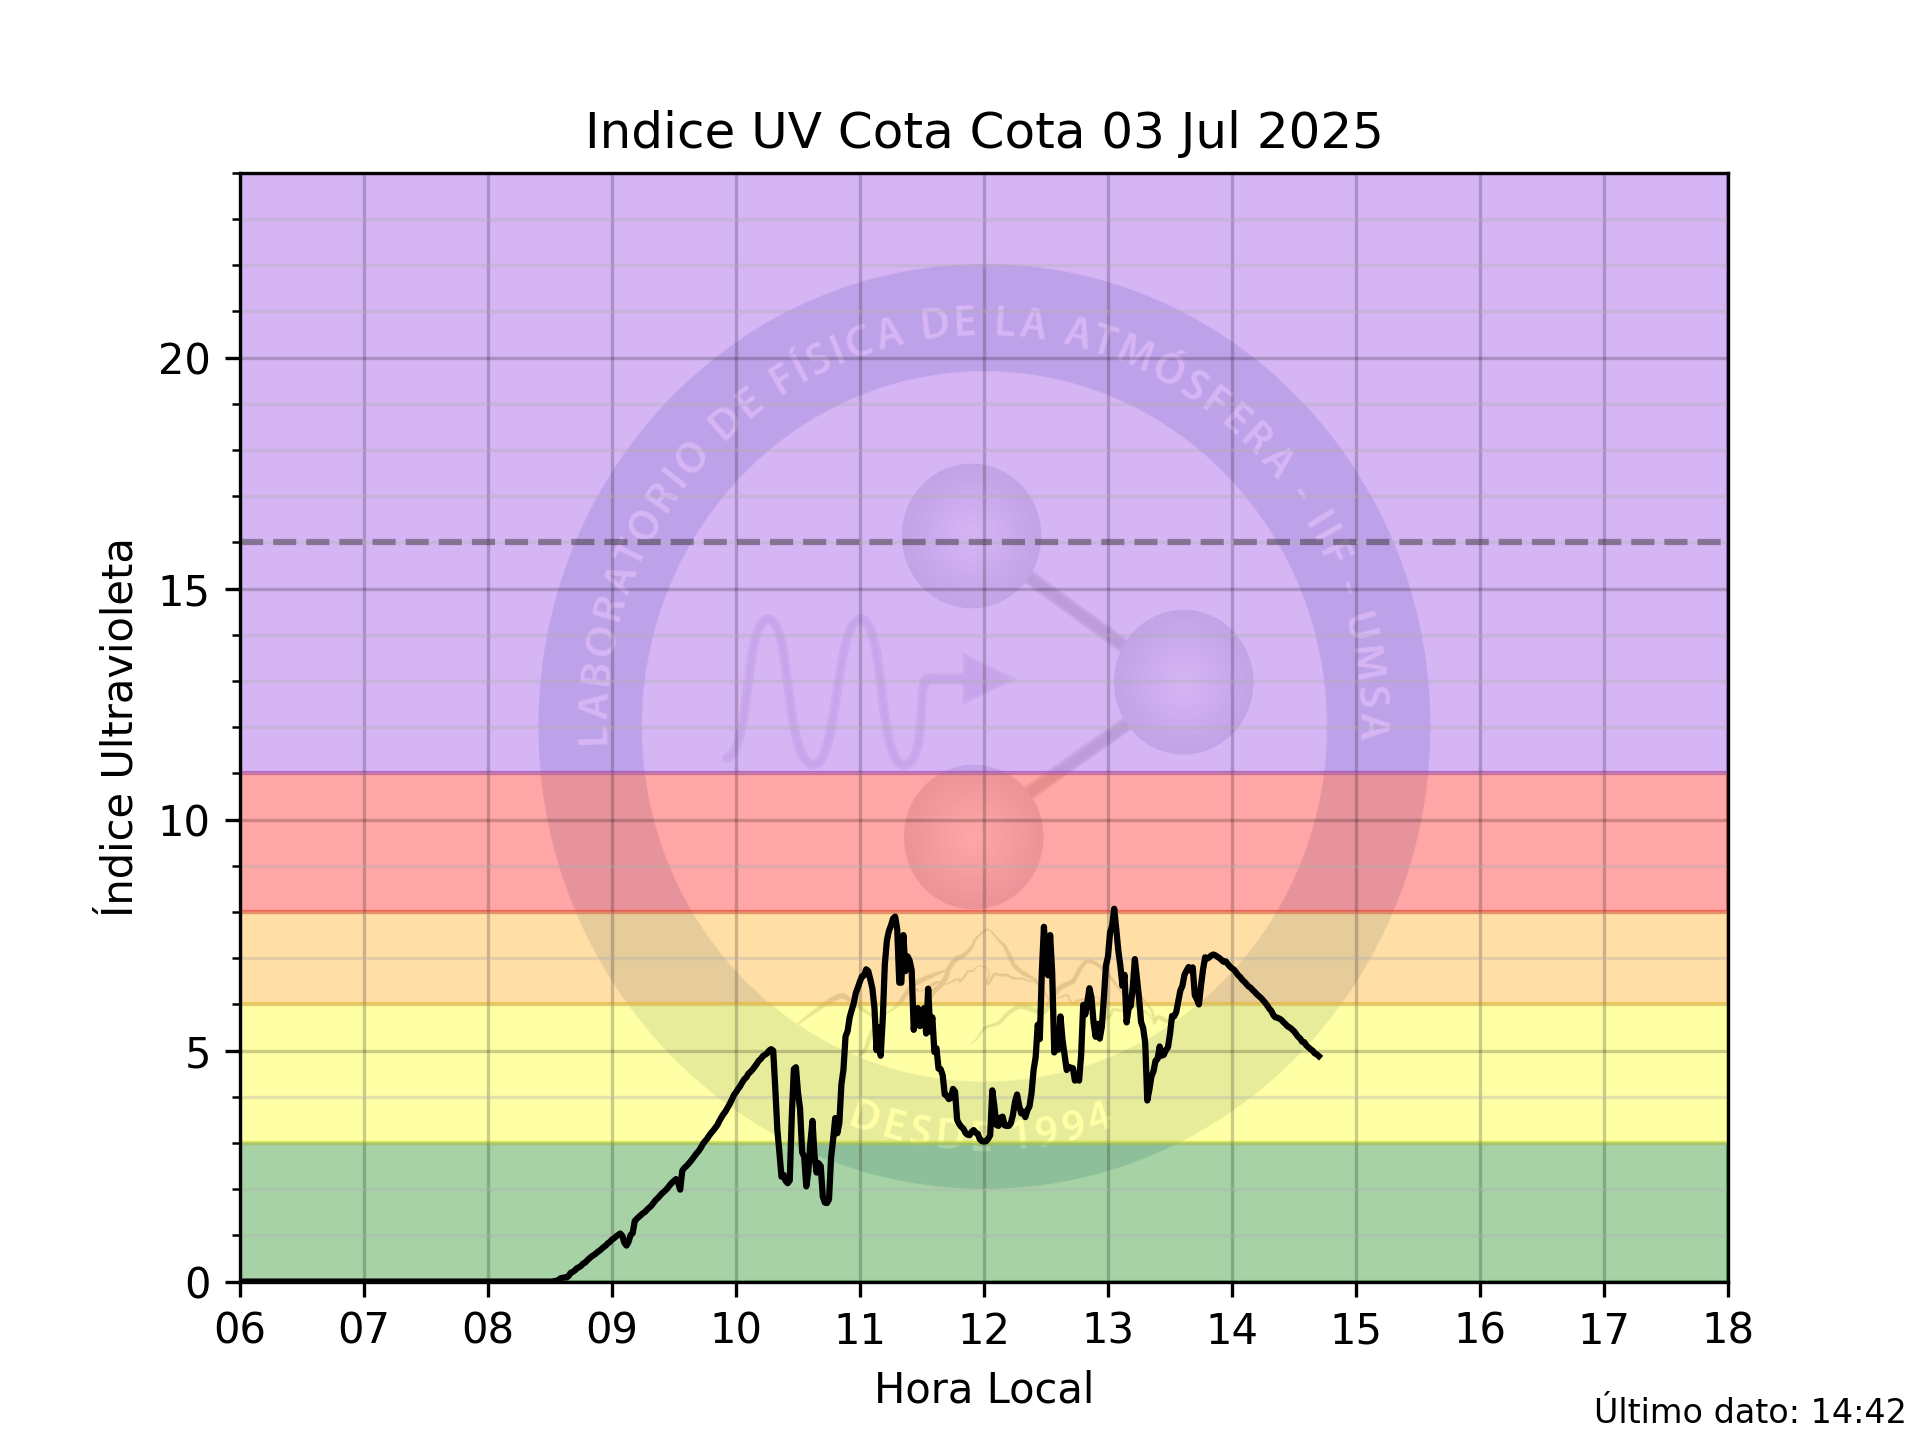 Indice UV Cota Cota 03 Jul 2025
Índice Ultravioleta
20
15
10
5
0
LABORATORIO DE FÍSICA DE LA ATMÓSFERA - IIF - UMSA
DESDE 1994
06 07 08 09 10 11 12 13 14 15 16 17 18
Hora Local
Último dato: 14:42